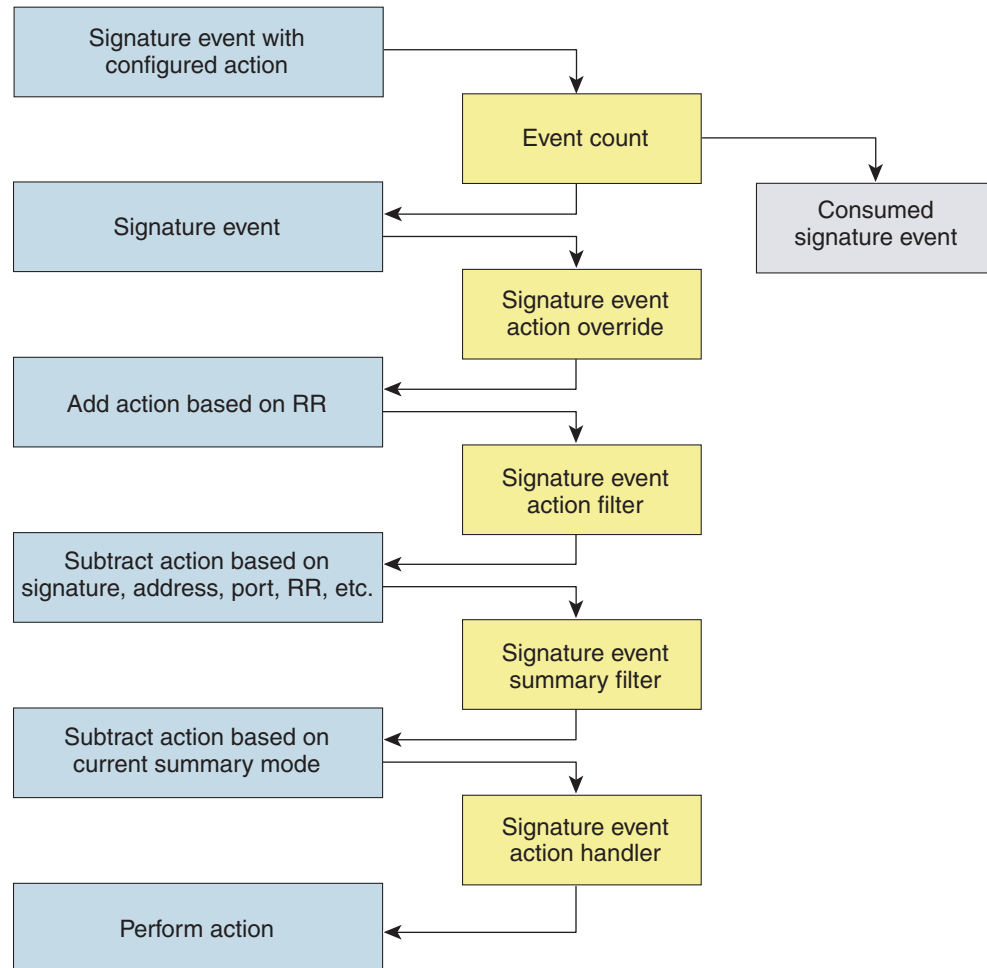 Signature event with
configured action
Event count
Consumed
signature event
Signature event
Signature event
action override
Add action based on RR
Signature event
action filter
Subtract action based on
signature, address, port, RR, etc.
Signature event
summary filter
Subtract action based on
current summary mode
Signature event
action handler
Perform action